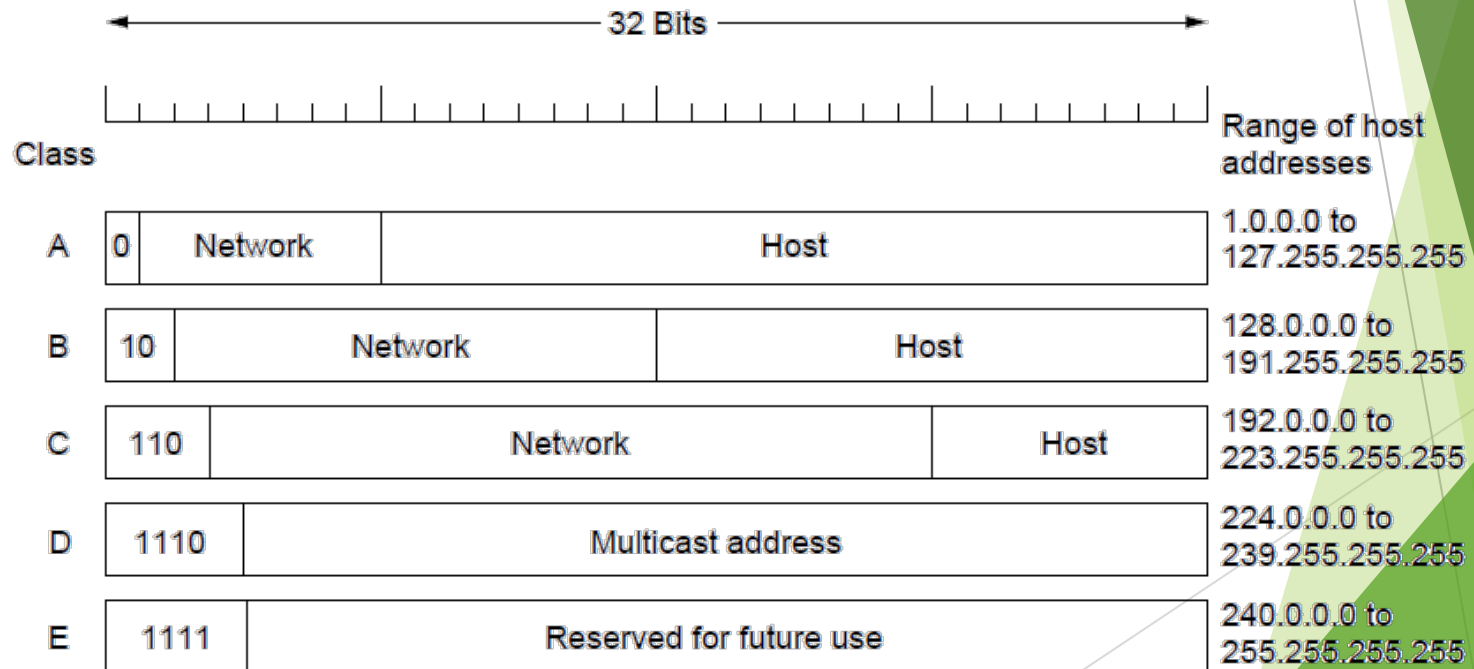 32 Bits
Class
Range of host
addresses
A
0
Network
Host
1.0.0.0 to
127.255.255.255
B
10
Network
Host
128.0.0.0 to
191.255.255.255
C
110
Network
Host
192.0.0.0 to
223.255.255.255
D
1110
Multicast address
224.0.0.0 to
239.255.255.255
E
1111
Reserved for future use
240.0.0.0 to
255.255.255.255